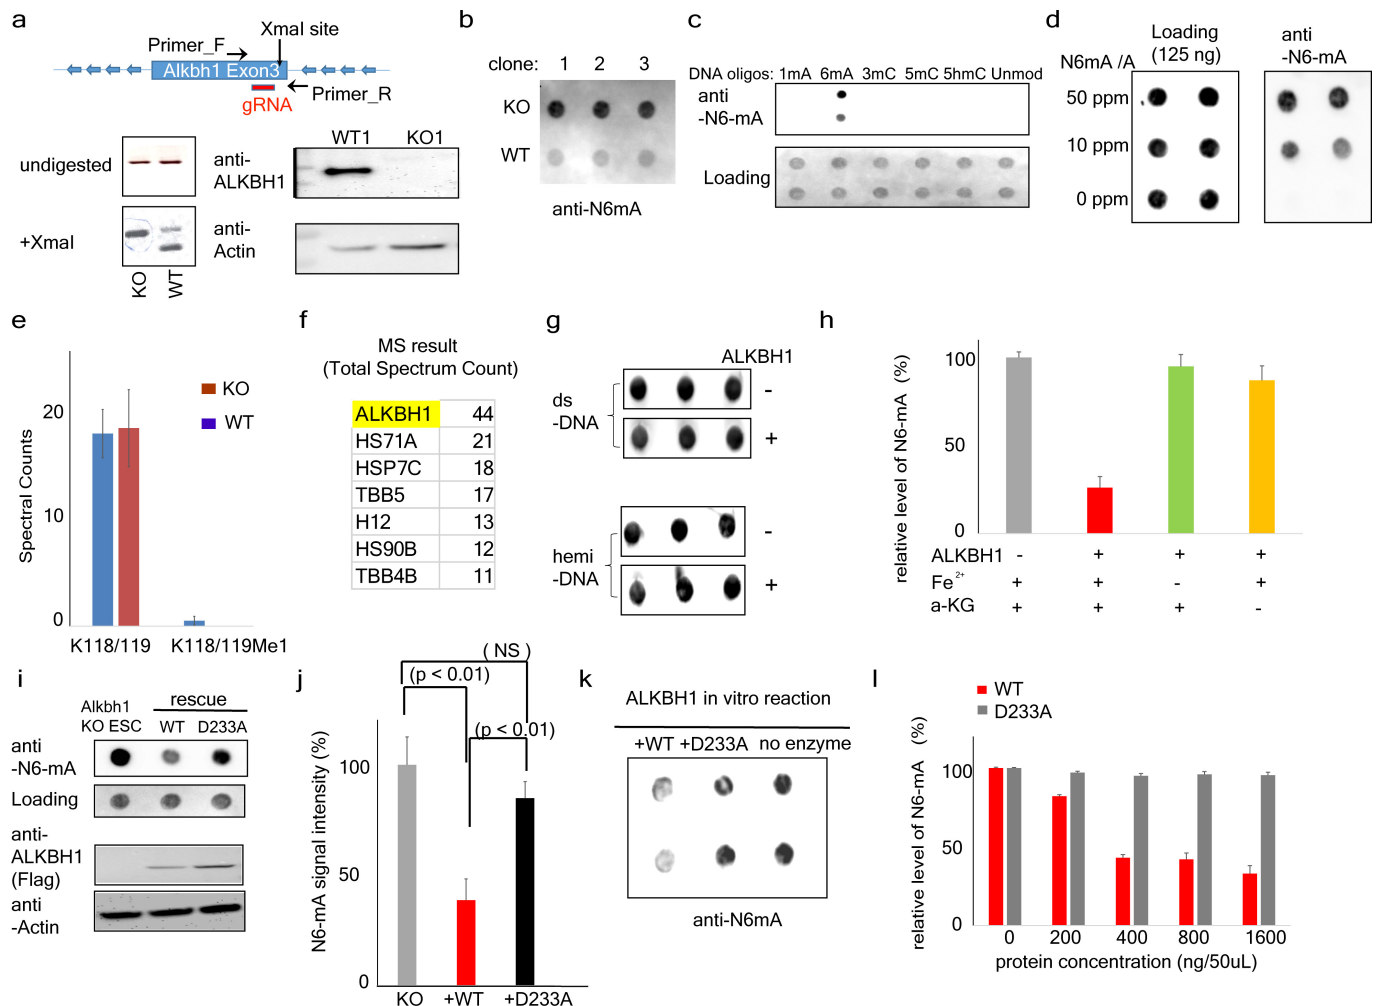 a
XmaI site
Primer_F
Alkbh1 Exon3
Primer_R
gRNA
undigested
+XmaI
KO
WT
WT1
KO1
anti-
ALKBH1
anti-
Actin
b
clone: 1 2 3
KO
WT
anti-N6mA
c
DNA oligos: 1mA 6mA 3mC 5mC 5hmC Unmod
anti
-N6-mA
Loading
d
Loading
(125 ng)
anti
-N6-mA
N6mA /A
50 ppm
10 ppm
0 ppm
e
Spectral Counts
20
10
0
KO
WT
K118/119
K118/119Me1
f
MS result
(Total Spectrum Count)
ALKBH1 44
HS71A 21
HSP7C 18
TBB5 17
H12 13
HS90B 12
TBB4B 11
g
ALKBH1
ds
-DNA
-
+
hemi
-DNA
-
+
h
relative level of N6-mA (%)
100
50
0
ALKBH1 - + + +
Fe²⁺ + + - +
a-KG + + + -
i
Alkbh1
KO ESC
rescue
WT D233A
anti
-N6-mA
Loading
anti-
ALKBH1
(Flag)
anti
-Actin
j
( NS )
(p < 0.01)
(p < 0.01)
N6-mA signal intensity (%)
100
50
0
KO +WT +D233A
k
ALKBH1 in vitro reaction
+WT +D233A no enzyme
anti-N6mA
l
WT
D233A
relative level of N6-mA (%)
100
50
0
0 200 400 800 1600
protein concentration (ng/50uL)